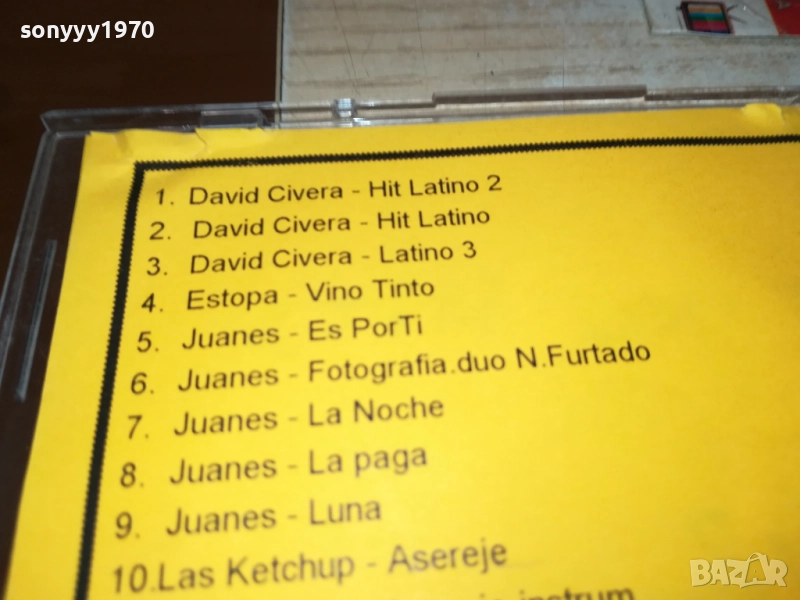 sonyyy1970
1. David Civera - Hit Latino 2
2. David Civera - Hit Latino
3. David Civera - Latino 3
4. Estopa - Vino Tinto
5. Juanes - Es PorTi
6. Juanes - Fotografia.duo N.Furtado
7. Juanes - La Noche
8. Juanes - La paga
9. Juanes - Luna
10.Las Ketchup - Asereje
instrum
BAZAR